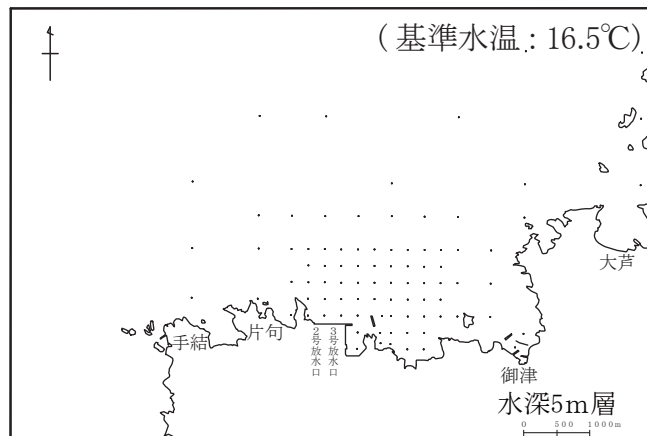 (基準水温：16.5℃)
大芦
手結
片句
2号放水口
3号放水口
御津
水深5m層
0 500 1000m